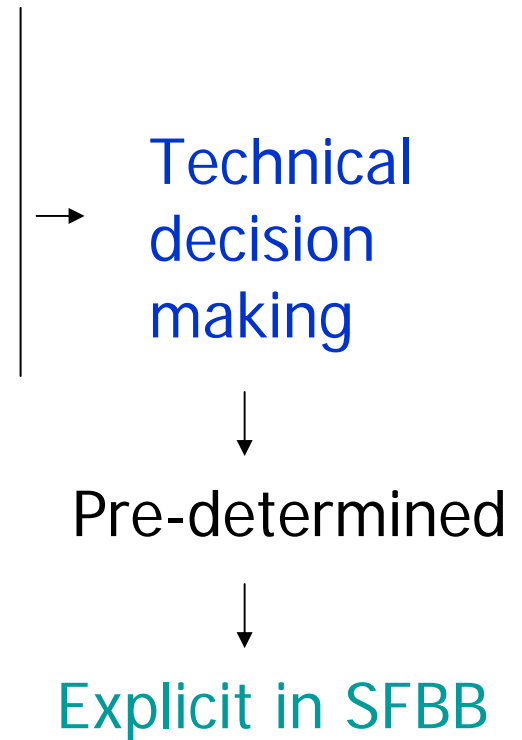 Technical
decision
making
Pre-determined
Explicit in SFBB